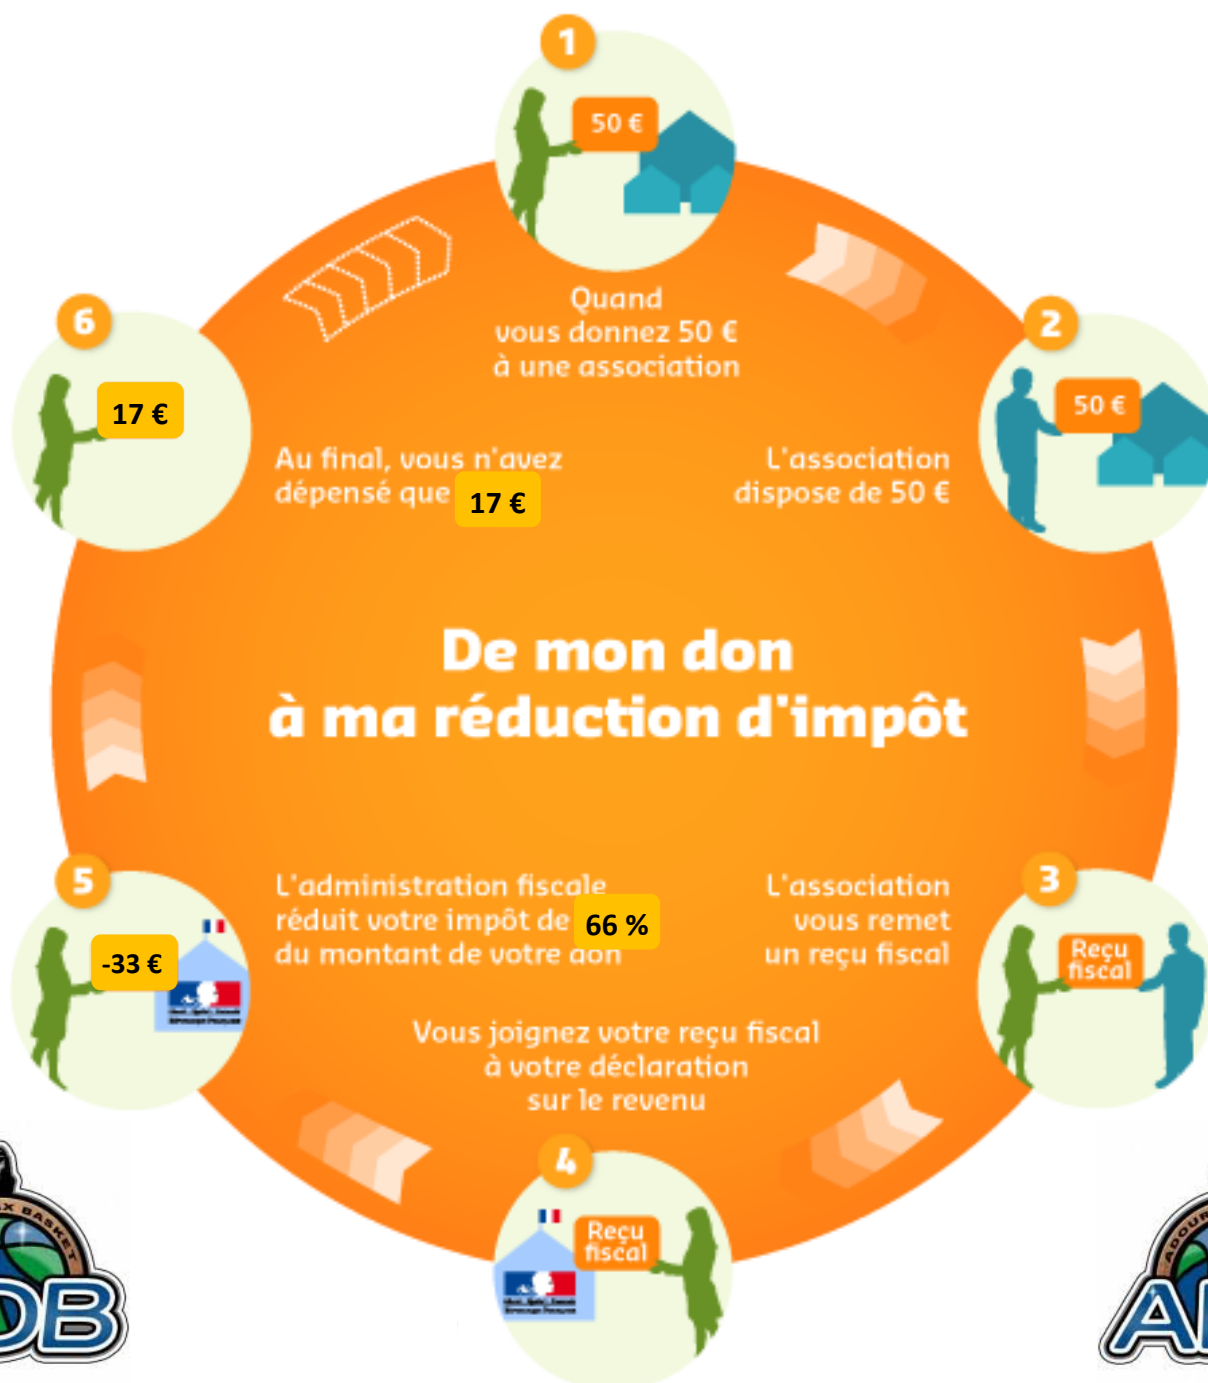 1
50 €
Quand
vous donnez 50 €
à une association
2
50 €
L'association
dispose de 50 €
6
17 €
Au final, vous n'avez
dépensé que 17 €
De mon don
à ma réduction d'impôt
5
-33 €
L'administration fiscale
réduit votre impôt de 66 %
du montant de votre don
3
Reçu
fiscal
L'association
vous remet
un reçu fiscal
Vous joignez votre reçu fiscal
à votre déclaration
sur le revenu
4
Reçu
fiscal
X BASKET
DB
ADOUR